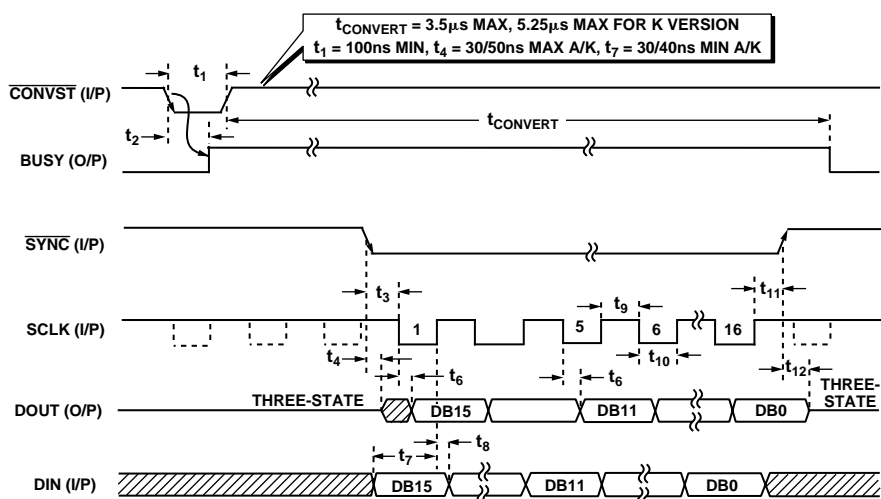 tCONVERT = 3.5μs MAX, 5.25μs MAX FOR K VERSION
t1 = 100ns MIN, t4 = 30/50ns MAX A/K, t7 = 30/40ns MIN A/K
t1
CONVST (I/P)
t2
tCONVERT
BUSY (O/P)
SYNC (I/P)
t3
t9
t11
SCLK (I/P)
1
5
6
16
t4
t6
t6
t10
t12
THREE-STATE
THREE-
STATE
DOUT (O/P)
DB15
DB11
DB0
t7
t8
DIN (I/P)
DB15
DB11
DB0